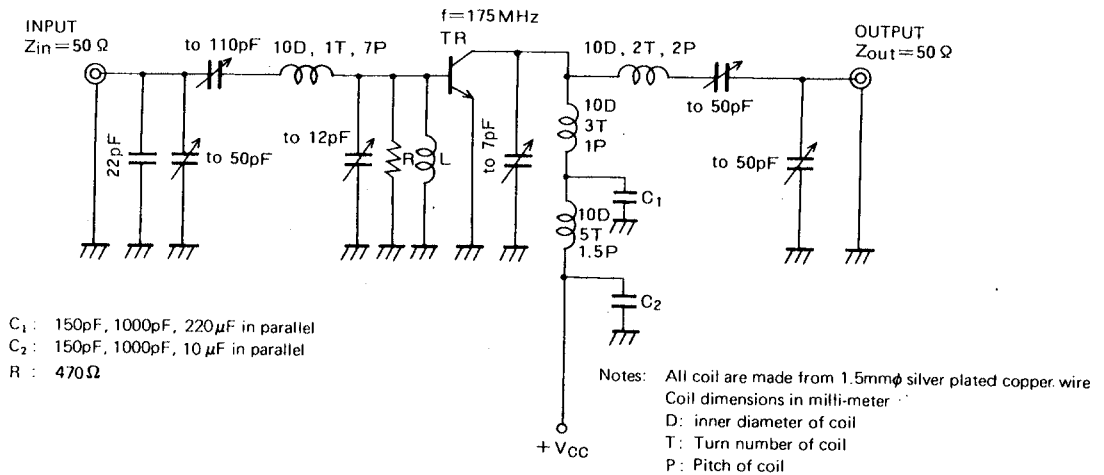 f=175MHz
INPUT
Zin=50Ω
to 110pF
10D, 1T, 7P
TR
10D, 2T, 2P
OUTPUT
Zout=50Ω
to 50pF
22pF
to 50pF
to 12pF
R
L
to 7pF
10D
3T
1P
to 50pF
C1
10D
5T
1.5P
C2
+VCC
C1: 150pF, 1000pF, 220μF in parallel
C2: 150pF, 1000pF, 10μF in parallel
R : 470Ω
Notes: All coil are made from 1.5mmφ silver plated copper. wire
Coil dimensions in milli-meter
D: inner diameter of coil
T: Turn number of coil
P: Pitch of coil